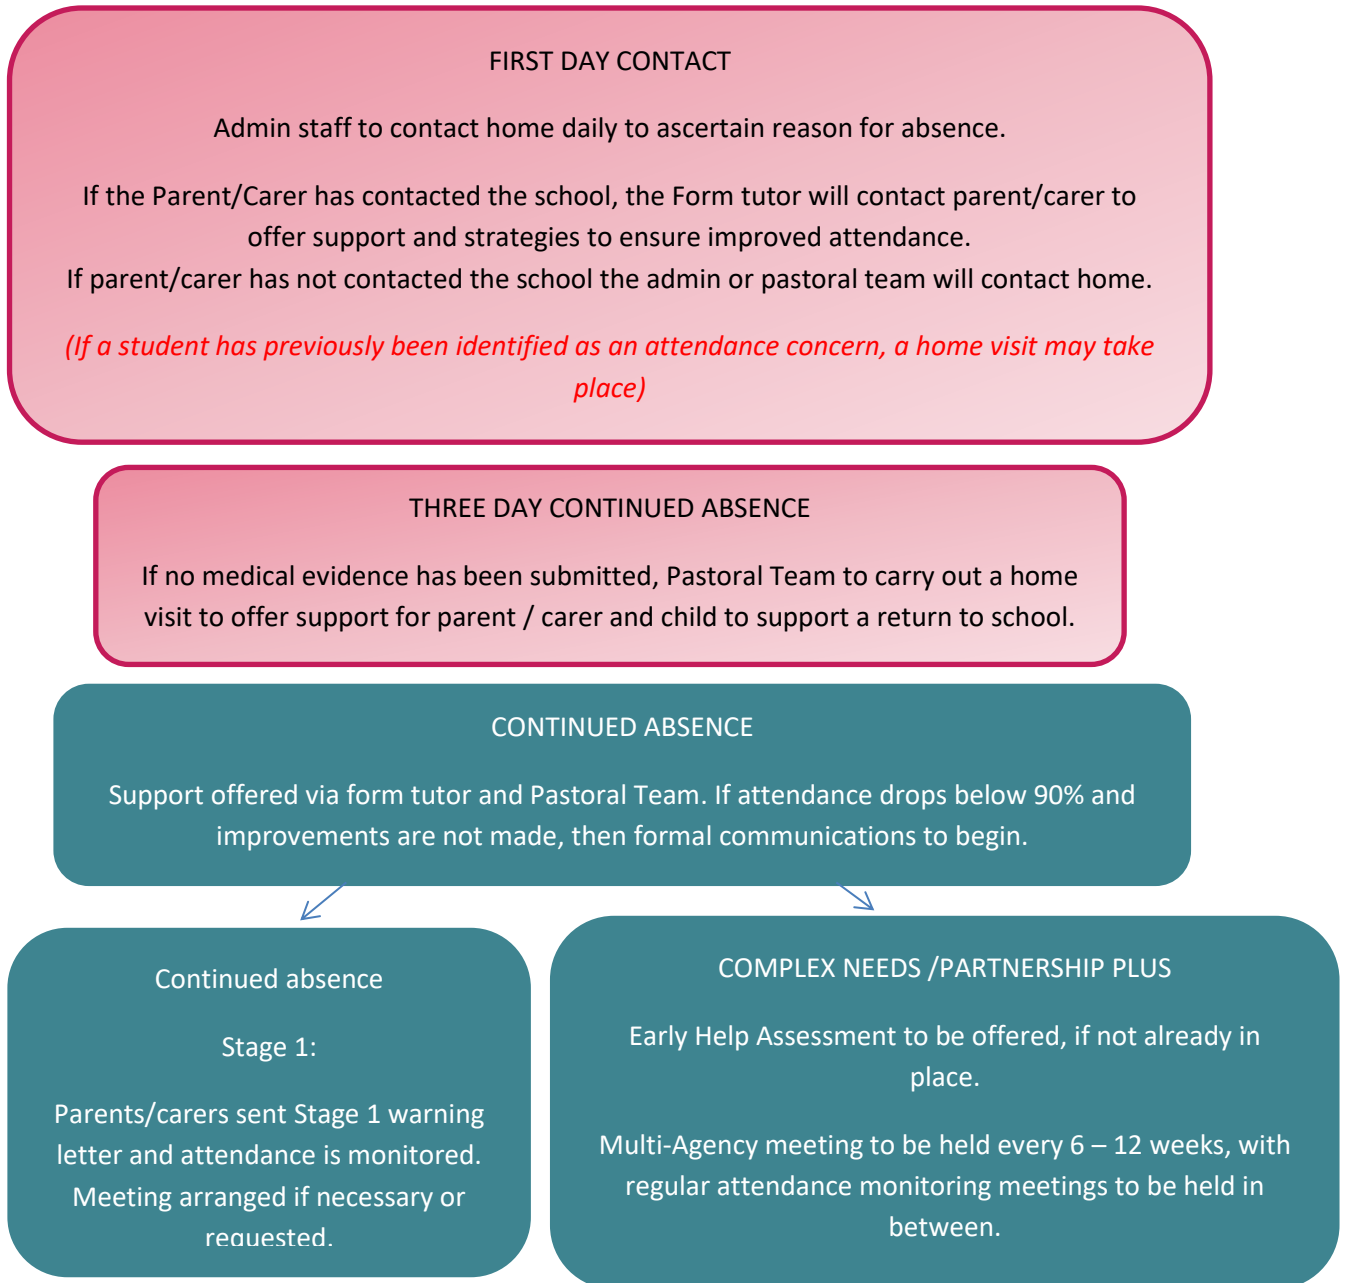 FIRST DAY CONTACT
Admin staff to contact home daily to ascertain reason for absence.
If the Parent/Carer has contacted the school, the Form tutor will contact parent/carer to
offer support and strategies to ensure improved attendance.
If parent/carer has not contacted the school the admin or pastoral team will contact home.
(If a student has previously been identified as an attendance concern, a home visit may take
place)
THREE DAY CONTINUED ABSENCE
If no medical evidence has been submitted, Pastoral Team to carry out a home
visit to offer support for parent / carer and child to support a return to school.
CONTINUED ABSENCE
Support offered via form tutor and Pastoral Team. If attendance drops below 90% and
improvements are not made, then formal communications to begin.
Continued absence
Stage 1:
Parents/carers sent Stage 1 warning
letter and attendance is monitored.
Meeting arranged if necessary or
requested.
COMPLEX NEEDS /PARTNERSHIP PLUS
Early Help Assessment to be offered, if not already in
place.
Multi-Agency meeting to be held every 6 – 12 weeks, with
regular attendance monitoring meetings to be held in
between.